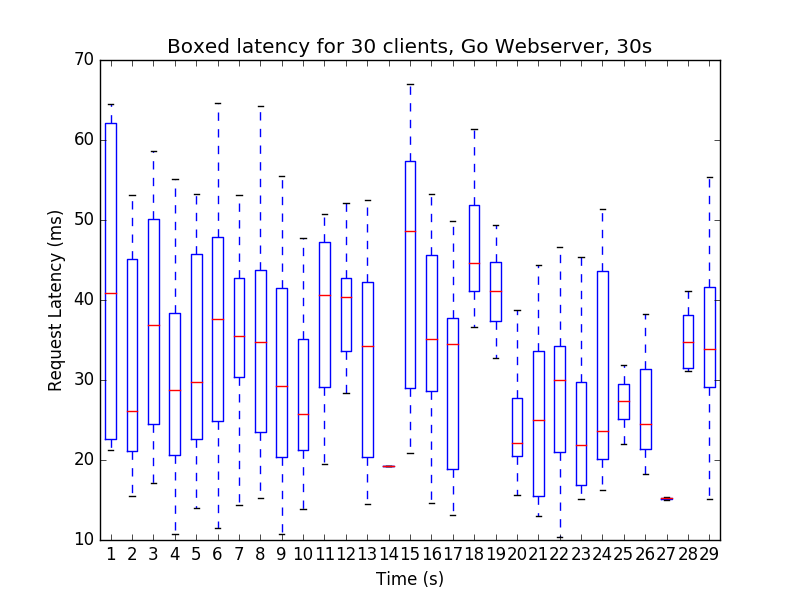 Boxed latency for 30 clients, Go Webserver, 30s
70
60
50
40
30
20
10
Request Latency (ms)
1 2 3 4 5 6 7 8 9 10 11 12 13 14 15 16 17 18 19 20 21 22 23 24 25 26 27 28 29
Time (s)